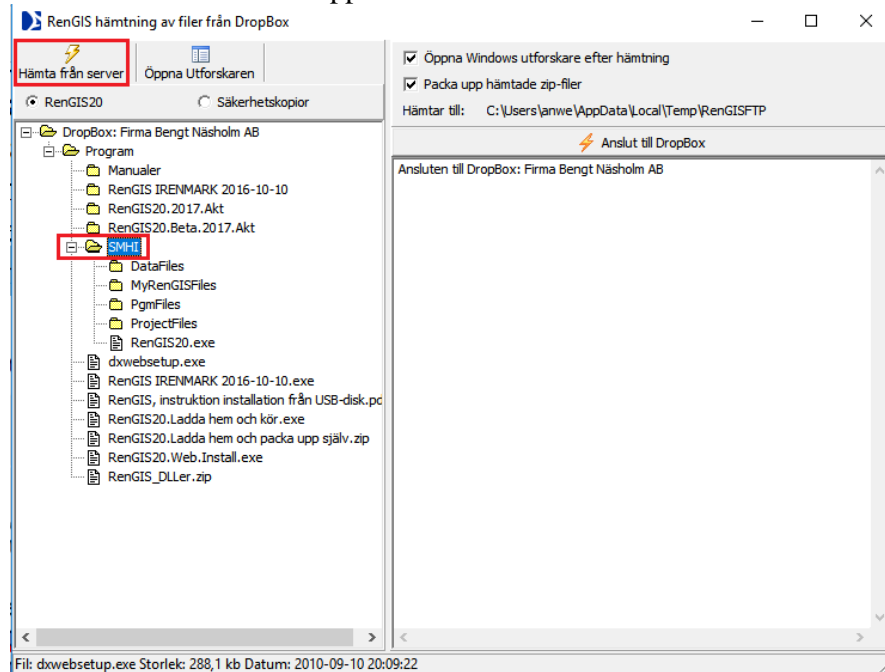 RenGIS hämtning av filer från DropBox
Hämta från server
Öppna Utforskaren
RenGIS20
Säkerhetskopior
DropBox: Firma Bengt Näsholm AB
Program
Manualer
RenGIS IRENMARK 2016-10-10
RenGIS20.2017.Akt
RenGIS20.Beta.2017.Akt
SMHI
DataFiles
MyRenGISFiles
PgmFiles
ProjectFiles
RenGIS20.exe
dxwebsetup.exe
RenGIS IRENMARK 2016-10-10.exe
RenGIS, instruktion installation från USB-disk.pd
RenGIS20.Ladda hem och kör.exe
RenGIS20.Ladda hem och packa upp själv.zip
RenGIS20.Web.Install.exe
RenGIS_DLLer.zip
Öppna Windows utforskare efter hämtning
Packa upp hämtade zip-filer
Hämtar till: C:\Users\anwe\AppData\Local\Temp\RenGISFTP
Anslut till DropBox
Ansluten till DropBox: Firma Bengt Näsholm AB
Fil: dxwebsetup.exe Storlek: 288,1 kb Datum: 2010-09-10 20:09:22